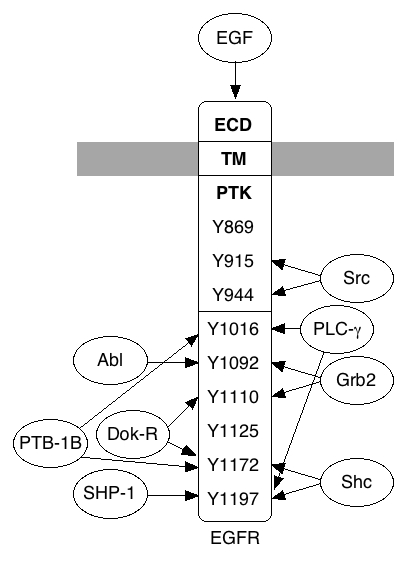 EGF
ECD
TM
PTK
Y869
Y915
Src
Y944
Y1016
PLC-γ
Abl
Y1092
Grb2
Y1110
PTB-1B
Dok-R
Y1125
Y1172
Shc
SHP-1
Y1197
EGFR